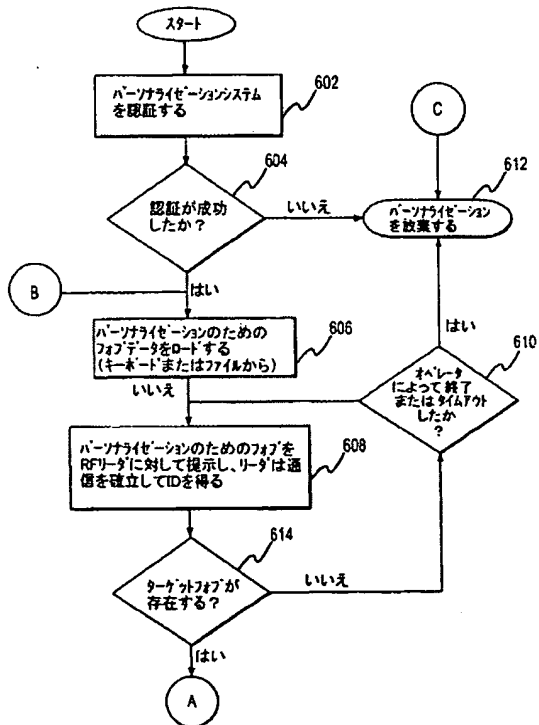 スタート
パーソナライゼーションシステム
を認証する
602
C
604
612
認証が成功
したか?
いいえ
パーソナライゼーション
を放棄する
B
はい
はい
パーソナライゼーションのための
フォブデータをロードする
(キーボードまたはファイルから)
606
610
オペレータ
によって終了
またはタイムアウト
したか
?
いいえ
パーソナライゼーションのためのフォブを
RFリーダに対して提示し、リーダは通
信を確立してIDを得る
608
614
ターゲットフォブが
存在する?
いいえ
はい
A